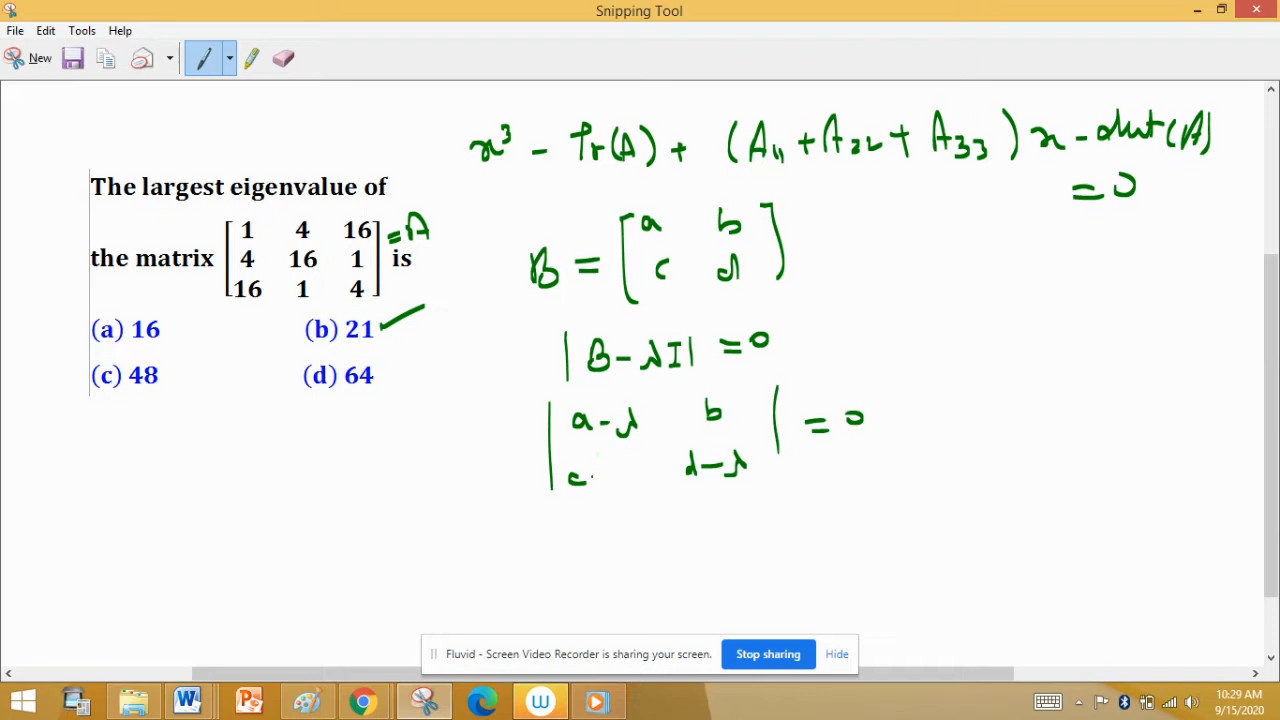 Snipping Tool
File Edit Tools Help
New
x³ - Tr(A) + (A₁₁ + A₂₂ + A₃₃) x - det(A)
= 0
The largest eigenvalue of
the matrix [1 4 16
4 16 1
16 1 4] = A is
(a) 16 (b) 21 ✓
(c) 48 (d) 64
B = [a b
c d]
|B - λI| = 0
|a-λ b
c d-λ| = 0
Fluvid - Screen Video Recorder is sharing your screen. Stop sharing Hide
10:29 AM
9/15/2020